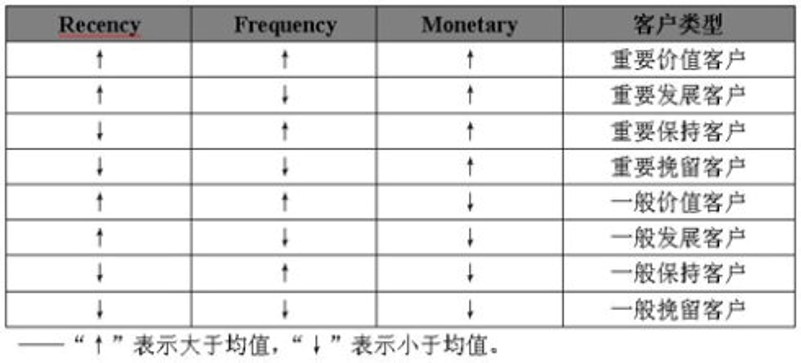 Recency Frequency Monetary 客户类型
↑ ↑ ↑ 重要价值客户
↑ ↓ ↑ 重要发展客户
↓ ↑ ↑ 重要保持客户
↓ ↓ ↑ 重要挽留客户
↑ ↑ ↓ 一般价值客户
↑ ↓ ↓ 一般发展客户
↓ ↑ ↓ 一般保持客户
↓ ↓ ↓ 一般挽留客户
——“↑”表示大于均值，“↓”表示小于均值。